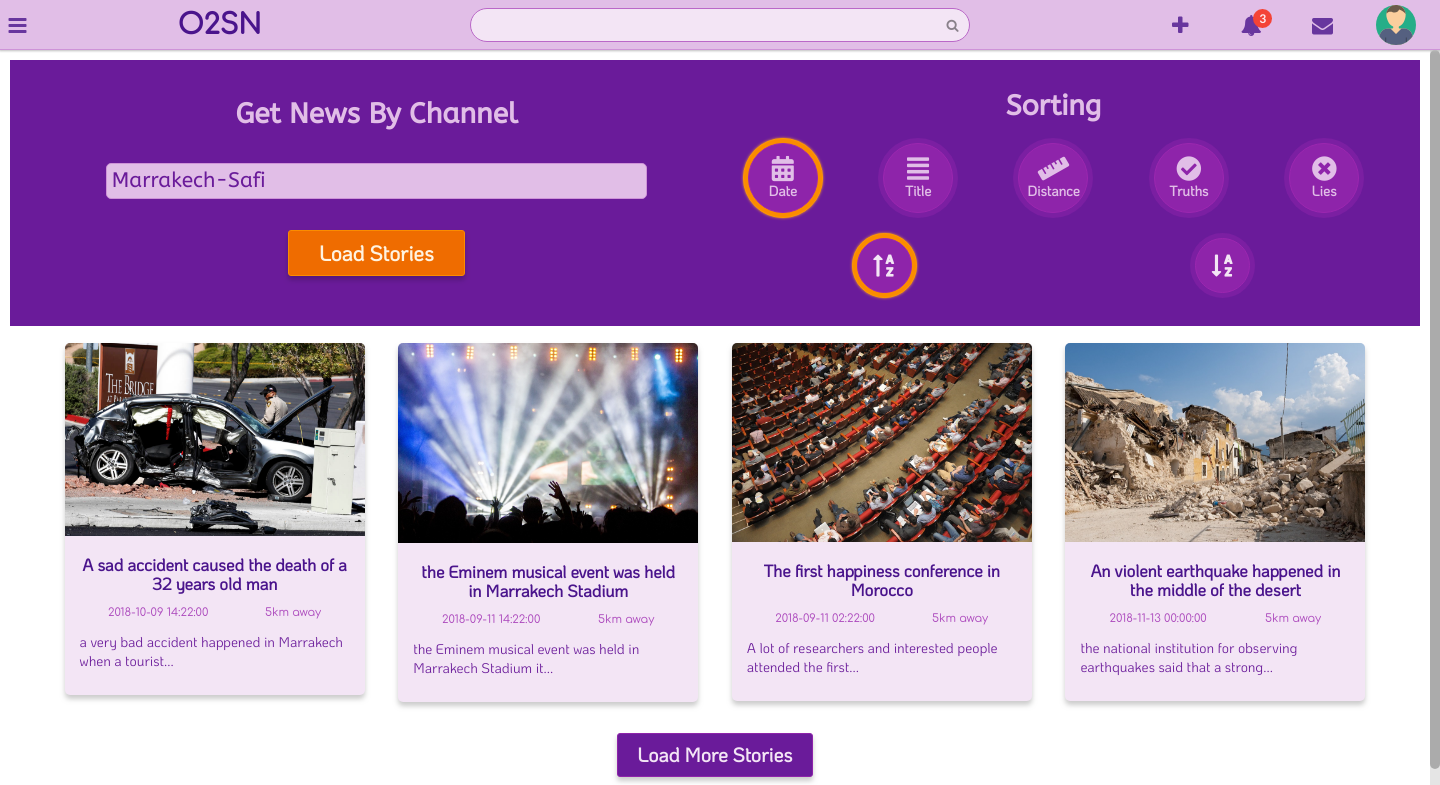 O2SN
3
Get News By Channel
Marrakech-Safi
Load Stories
Sorting
Date
Title
Distance
Truths
Lies
A
Z
A
Z
THE BRIDGE
A sad accident caused the death of a
32 years old man
2018-10-09 14:22:00
5km away
a very bad accident happened in Marrakech
when a tourist...
the Eminem musical event was held
in Marrakech Stadium
2018-09-11 14:22:00
5km away
the Eminem musical event was held in
Marrakech Stadium it...
The first happiness conference in
Morocco
2018-09-11 02:22:00
5km away
A lot of researchers and interested people
attended the first...
An violent earthquake happened in
the middle of the desert
2018-11-13 00:00:00
5km away
the national institution for observing
earthquakes said that a strong...
Load More Stories